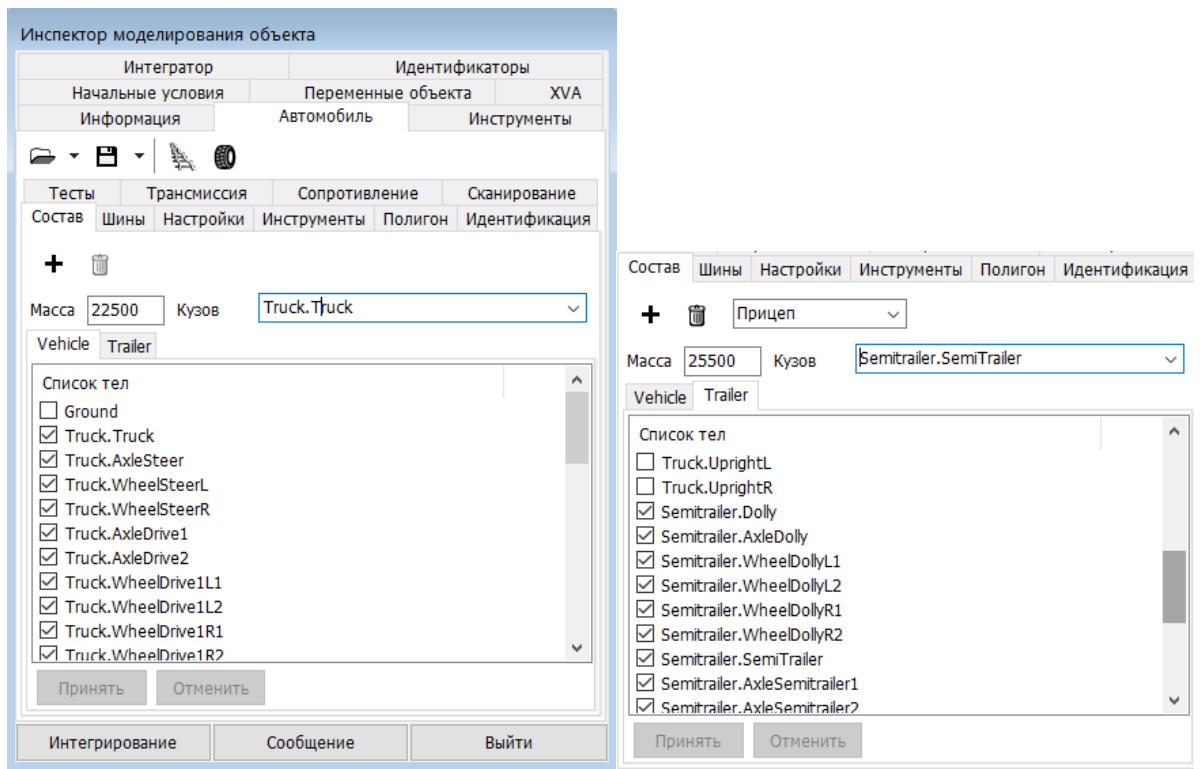 Инспектор моделирования объекта
Интегратор Идентификаторы
Начальные условия Переменные объекта XVA
Информация Автомобиль Инструменты
Тесты Трансмиссия Сопротивление Сканирование
Состав Шины Настройки Инструменты Полигон Идентификация
Масса 22500 Кузов Truck.Truck
Vehicle Trailer
Список тел
Ground
Truck.Truck
Truck.AxleSteer
Truck.WheelSteerL
Truck.WheelSteerR
Truck.AxleDrive1
Truck.AxleDrive2
Truck.WheelDrive1L1
Truck.WheelDrive1L2
Truck.WheelDrive1R1
Truck.WheelDrive1R2
Принять Отменить
Интегрирование Сообщение Выйти
Состав Шины Настройки Инструменты Полигон Идентификация
Прицеп
Масса 25500 Кузов Semitrailer.SemiTrailer
Vehicle Trailer
Список тел
Truck.UprightL
Truck.UprightR
Semitrailer.Dolly
Semitrailer.AxleDolly
Semitrailer.WheelDollyL1
Semitrailer.WheelDollyL2
Semitrailer.WheelDollyR1
Semitrailer.WheelDollyR2
Semitrailer.SemiTrailer
Semitrailer.AxleSemitrailer1
Semitrailer.AxleSemitrailer2
Принять Отменить